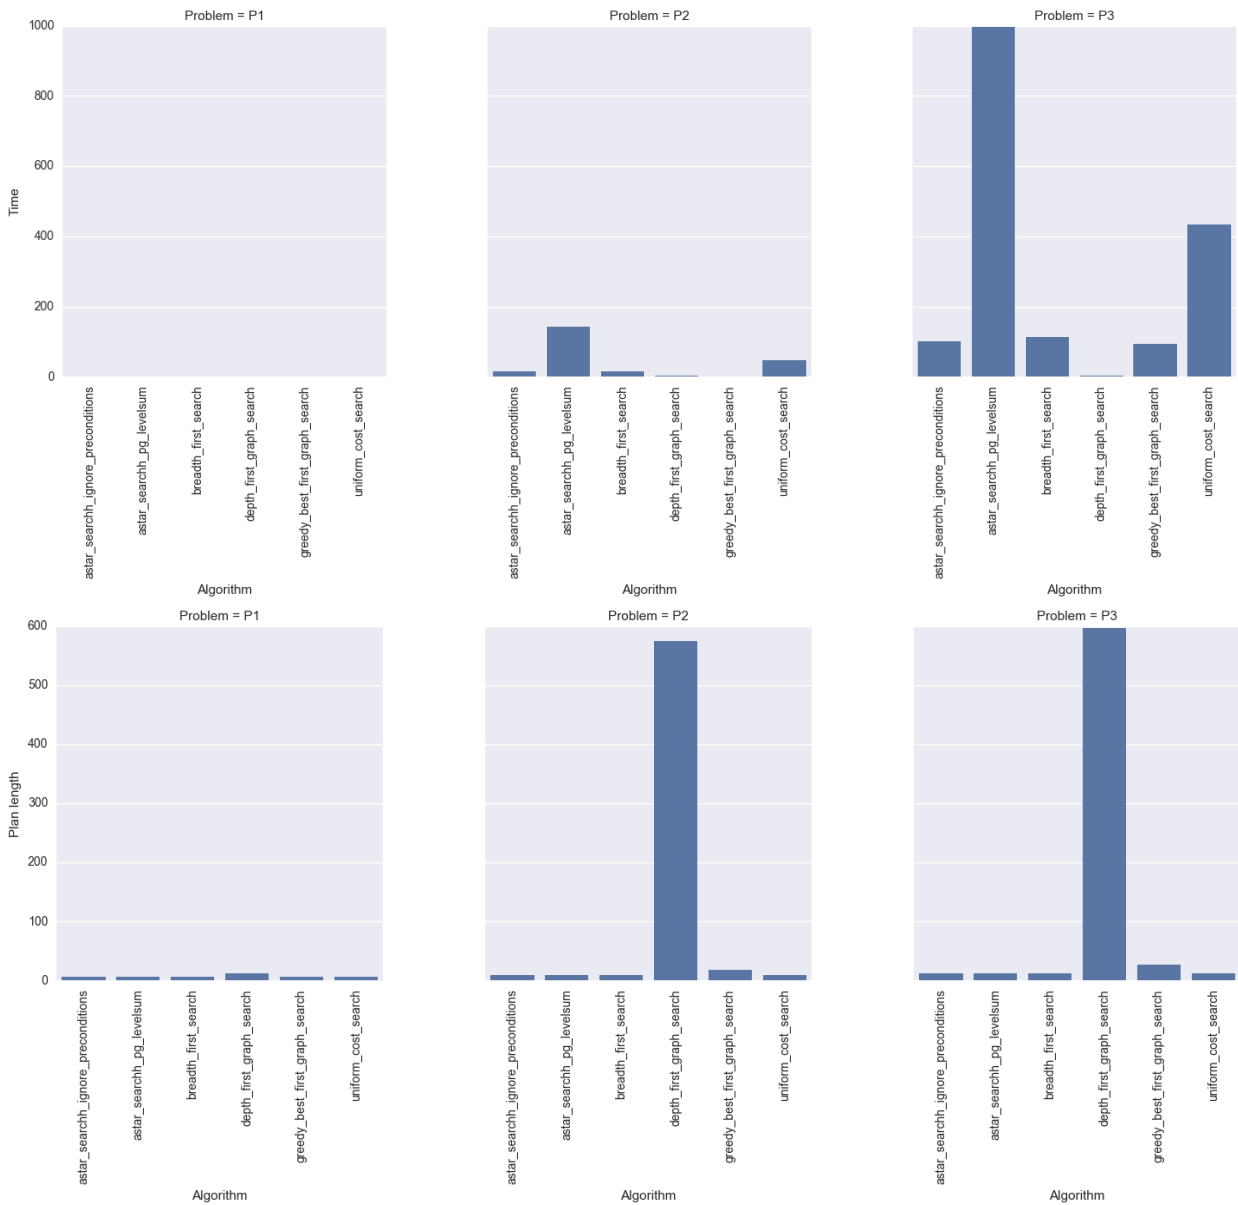 Problem = P1
Problem = P2
Problem = P3
1000
800
600
400
200
0
Time
astar_searchh_ignore_preconditions
astar_searchh_pg_levelsum
breadth_first_search
depth_first_graph_search
greedy_best_first_graph_search
uniform_cost_search
astar_searchh_ignore_preconditions
astar_searchh_pg_levelsum
breadth_first_search
depth_first_graph_search
greedy_best_first_graph_search
uniform_cost_search
astar_searchh_ignore_preconditions
astar_searchh_pg_levelsum
breadth_first_search
depth_first_graph_search
greedy_best_first_graph_search
uniform_cost_search
Algorithm
Algorithm
Algorithm
Problem = P1
Problem = P2
Problem = P3
600
500
400
300
200
100
0
Plan length
astar_searchh_ignore_preconditions
astar_searchh_pg_levelsum
breadth_first_search
depth_first_graph_search
greedy_best_first_graph_search
uniform_cost_search
astar_searchh_ignore_preconditions
astar_searchh_pg_levelsum
breadth_first_search
depth_first_graph_search
greedy_best_first_graph_search
uniform_cost_search
astar_searchh_ignore_preconditions
astar_searchh_pg_levelsum
breadth_first_search
depth_first_graph_search
greedy_best_first_graph_search
uniform_cost_search
Algorithm
Algorithm
Algorithm